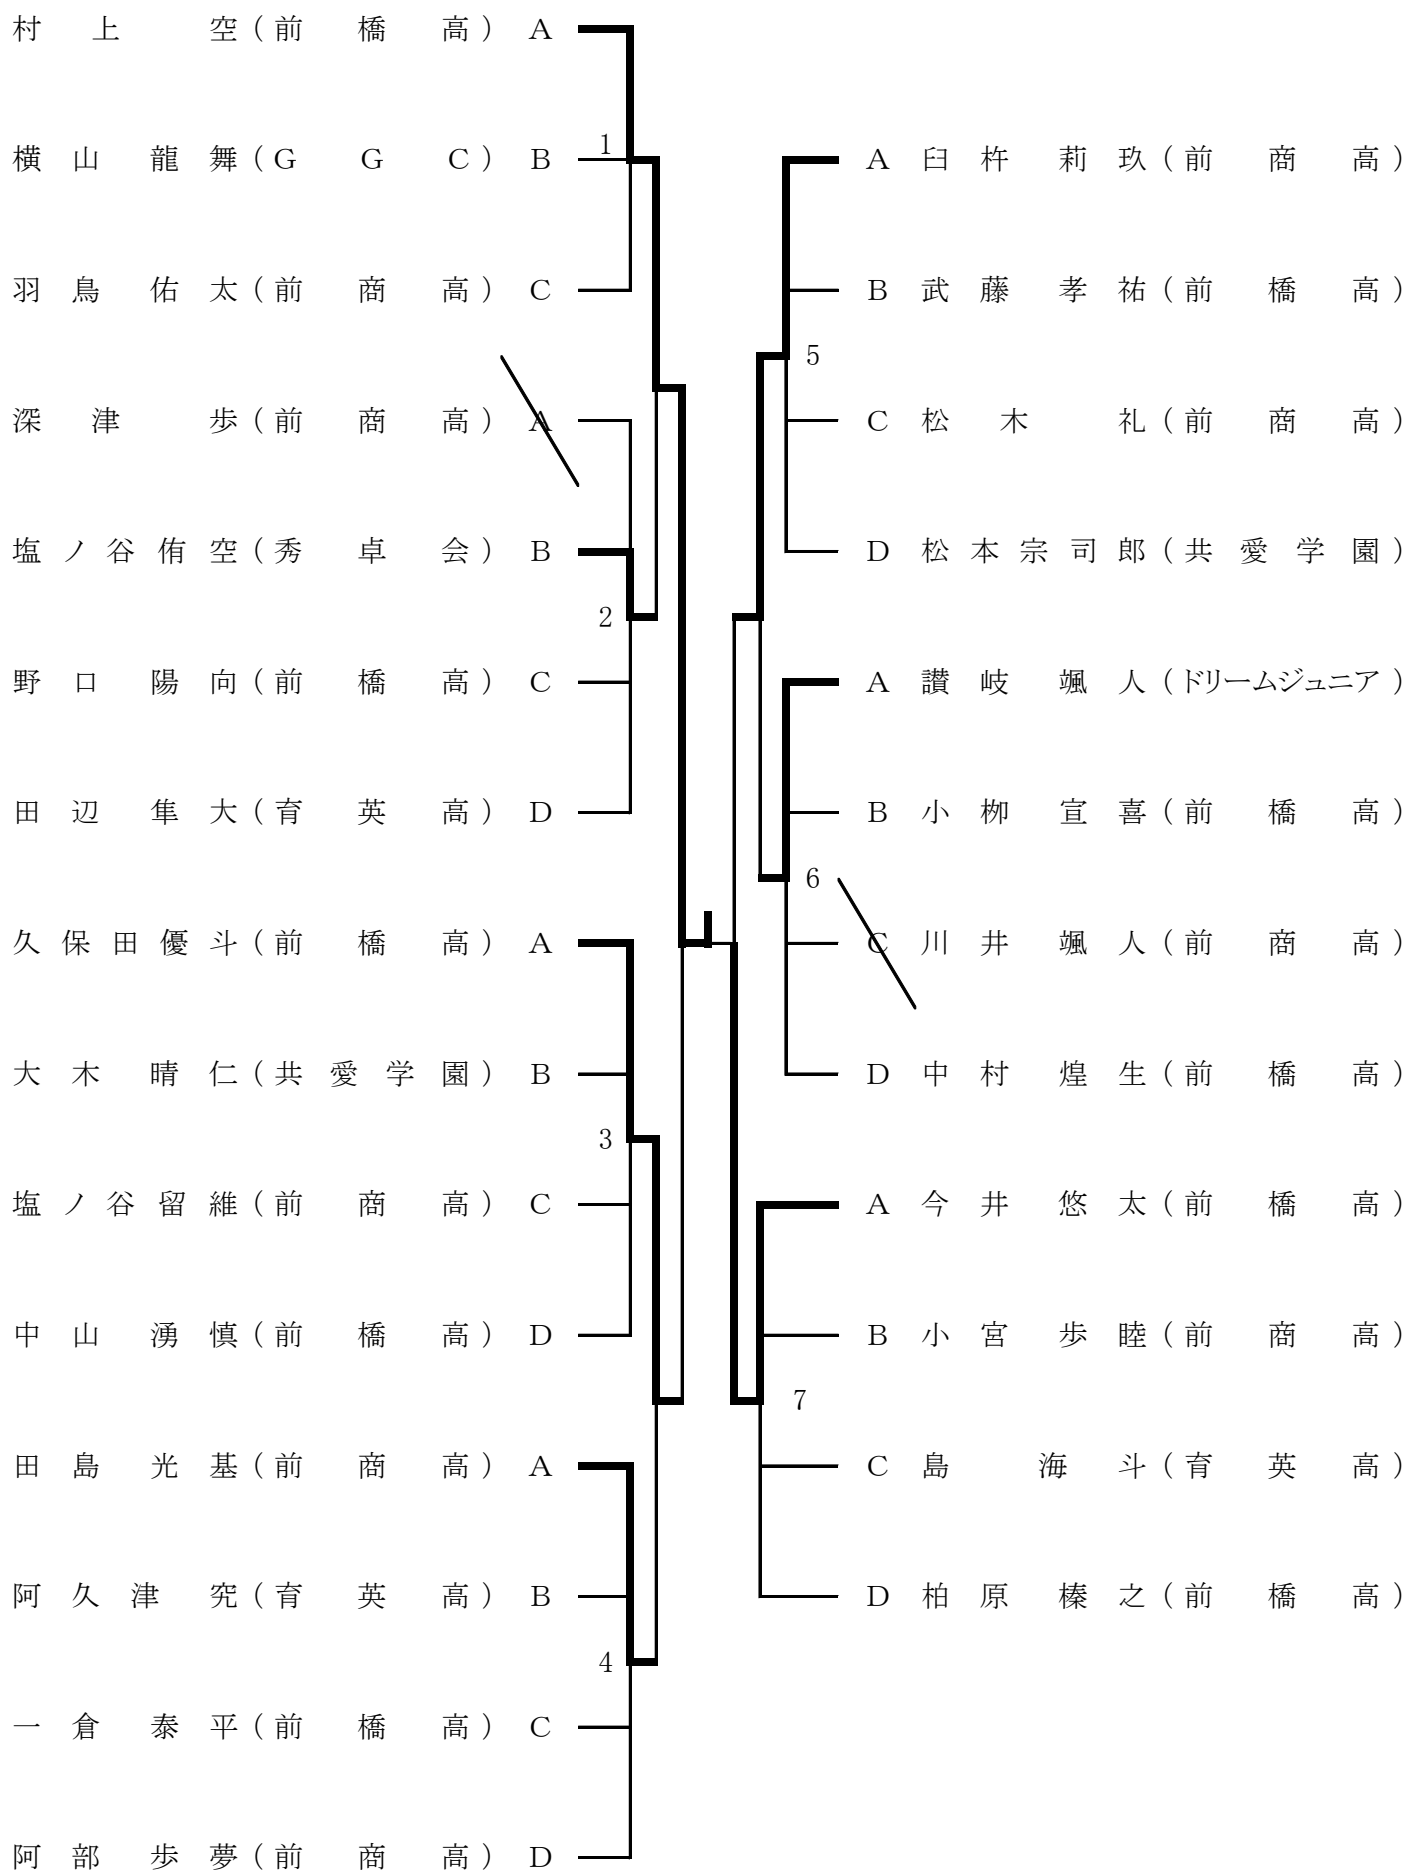 村上 空(前橋高) A
横山 龍舞(GGC) B
1
羽鳥 佑太(前商高) C
深津 歩(前商高) A
塩ノ谷侑空(秀卓会) B
2
野口 陽向(前橋高) C
田辺 隼大(育英高) D
久保田優斗(前橋高) A
大木 晴仁(共愛学園) B
3
塩ノ谷留維(前商高) C
中山 湧慎(前橋高) D
田島 光基(前商高) A
阿久津 究(育英高) B
4
一倉 泰平(前橋高) C
阿部 歩夢(前商高) D
A 臼杵 莉玖(前商高)
B 武藤 孝祐(前橋高)
5
C 松木 礼(前商高)
D 松本宗司郎(共愛学園)
A 讃岐 颯人(ドリームジュニア)
B 小栁 宣喜(前橋高)
6
C 川井 颯人(前商高)
D 中村 煌生(前橋高)
A 今井 悠太(前橋高)
B 小宮 歩睦(前商高)
7
C 島 海斗(育英高)
D 柏原 榛之(前橋高)